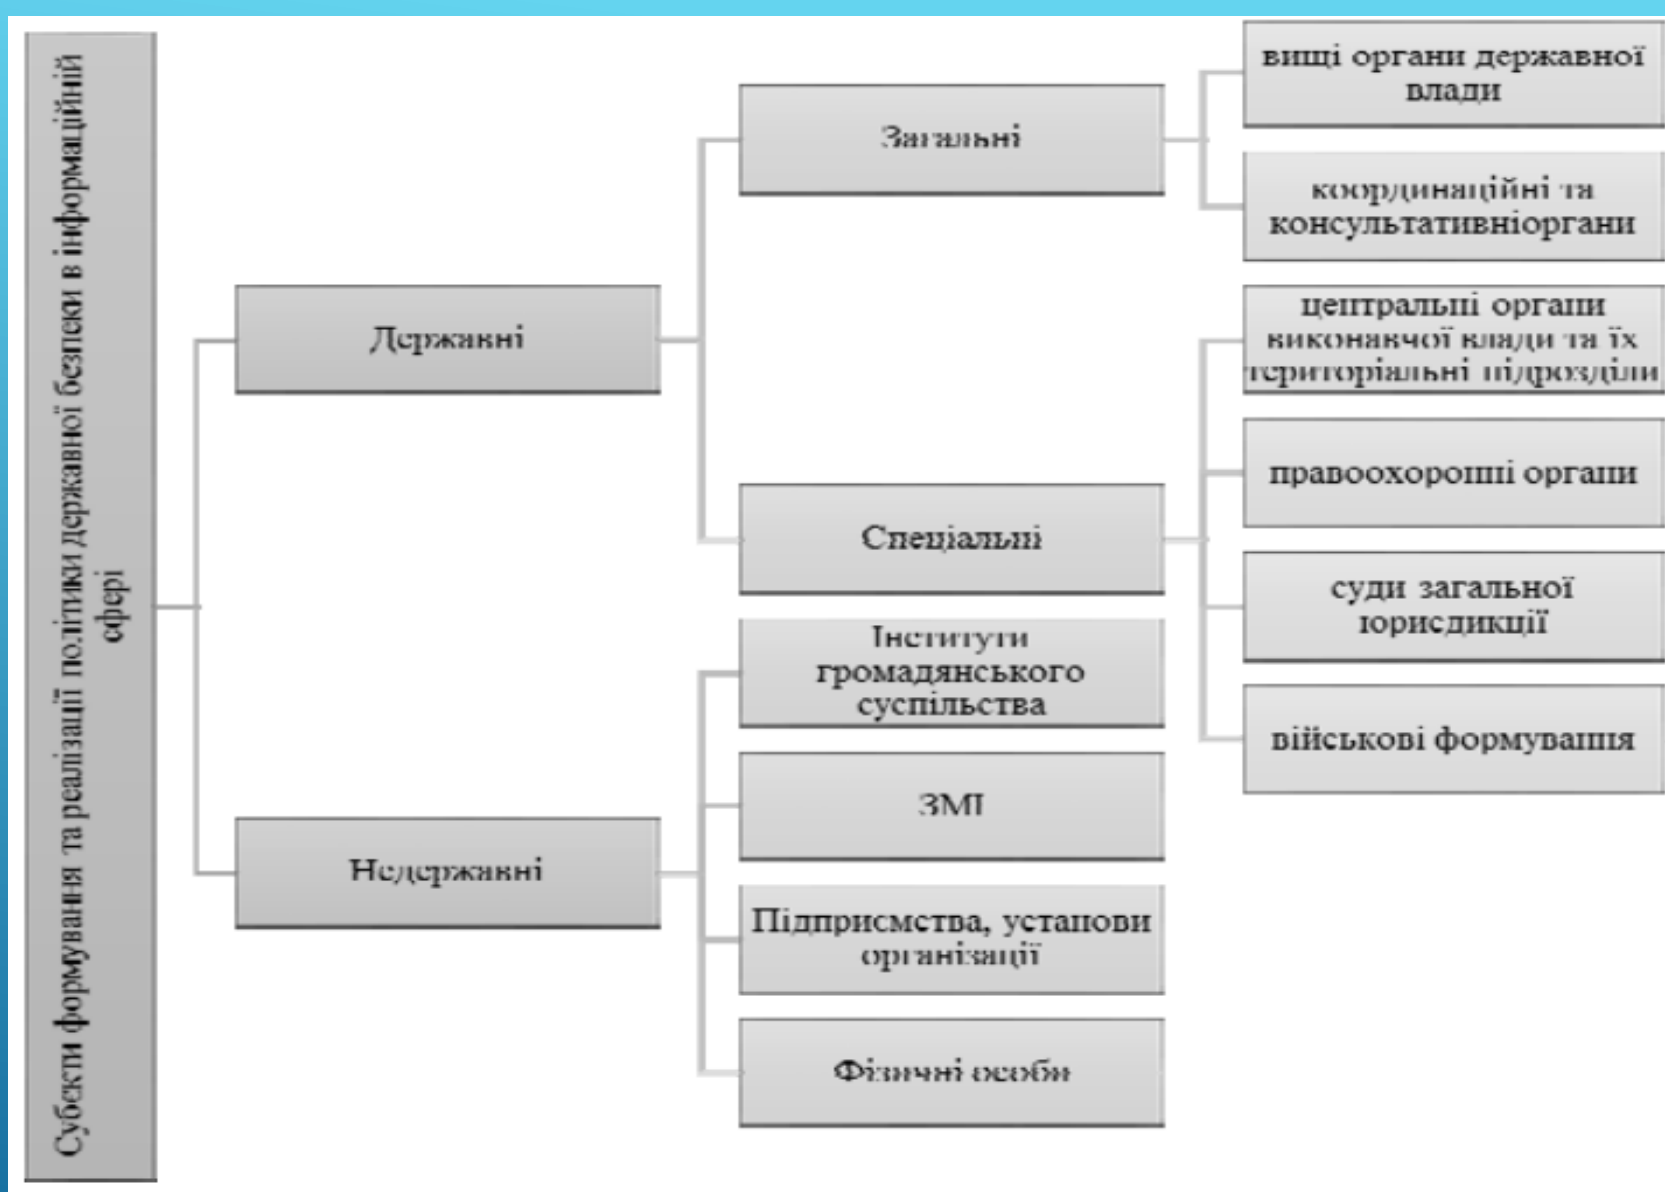 Субєкти формування та реалізації політики державної безпеки в інформаційній
сфері
Державні
Недержавні
Загальні
Спеціальні
Інститути
громадянського
суспільства
ЗМІ
Підприємства, установи
організації
Фізичні особи
вищі органи державної
влади
координаційні та
консультативніоргани
центральні органи
виконавчої влади та їх
територіальні підрозділи
правоохоронні органи
суди загальної
юрисдикції
військові формування